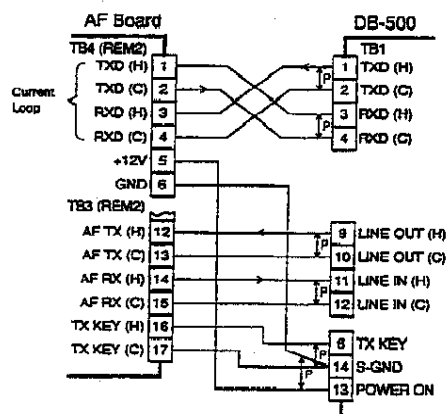 AF Board DB-500
TB4 (REM2) TB1
Current Loop
TXD (H) 1 1 TXD (H)
TXD (C) 2 P 2 TXD (C)
RXD (H) 3 3 RXD (H)
RXD (C) 4 P 4 RXD (C)
+12V 5
GND 6
TB3 (REM2)
AF TX (H) 12 9 LINE OUT (H)
AF TX (C) 13 P 10 LINE OUT (C)
AF RX (H) 14 11 LINE IN (H)
AF RX (C) 15 P 12 LINE IN (C)
TX KEY (H) 16 6 TX KEY
TX KEY (C) 17 P 14 S-GND
P 13 POWER ON